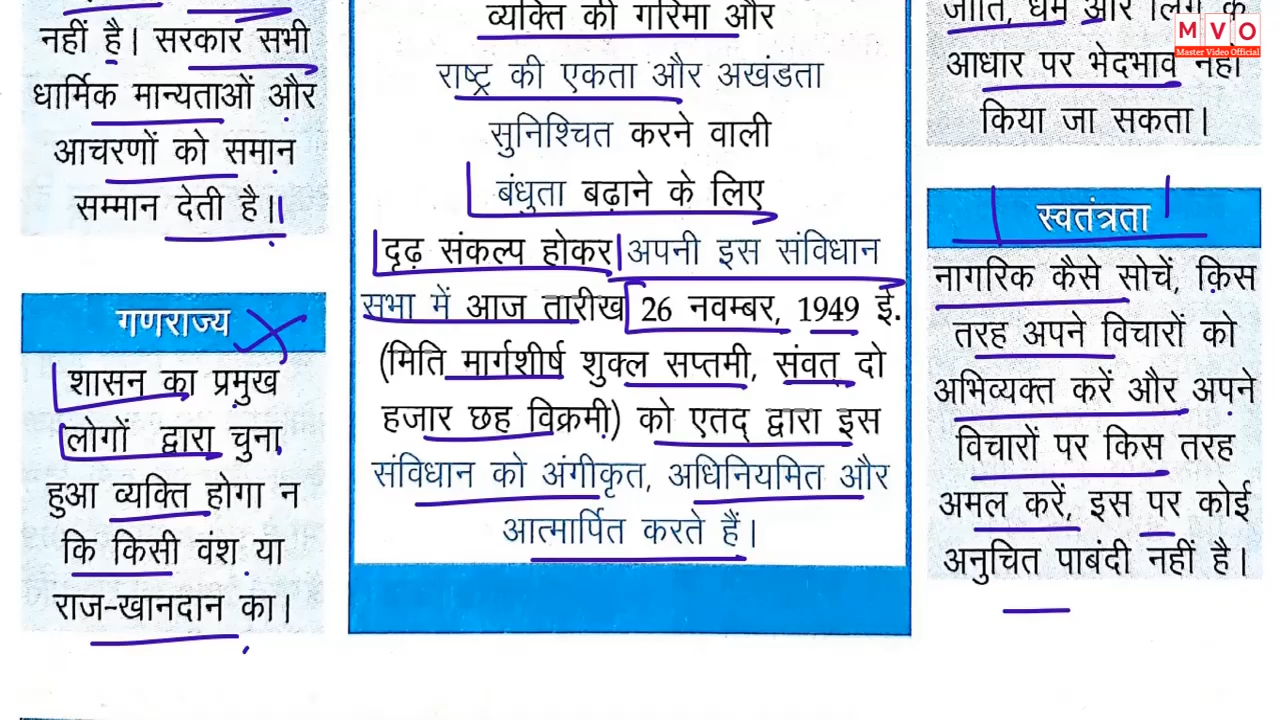 नहीं है। सरकार सभी
धार्मिक मान्यताओं और
आचरणों को समान
सम्मान देती है।
गणराज्य
शासन का प्रमुख
लोगों द्वारा चुना
हुआ व्यक्ति होगा न
कि किसी वंश या
राज-खानदान का।
व्यक्ति की गरिमा और
राष्ट्र की एकता और अखंडता
सुनिश्चित करने वाली
बंधुता बढ़ाने के लिए
दृढ़ संकल्प होकर अपनी इस संविधान
सभा में आज तारीख 26 नवम्बर, 1949 ई.
(मिति मार्गशीर्ष शुक्ल सप्तमी, संवत् दो
हजार छह विक्रमी) को एतद् द्वारा इस
संविधान को अंगीकृत, अधिनियमित और
आत्मार्पित करते हैं।
जाति, धर्म और लिंग के
आधार पर भेदभाव नहीं
किया जा सकता।
स्वतंत्रता
नागरिक कैसे सोचें, किस
तरह अपने विचारों को
अभिव्यक्त करें और अपने
विचारों पर किस तरह
अमल करें, इस पर कोई
अनुचित पाबंदी नहीं है।
MVO
Master Video Official